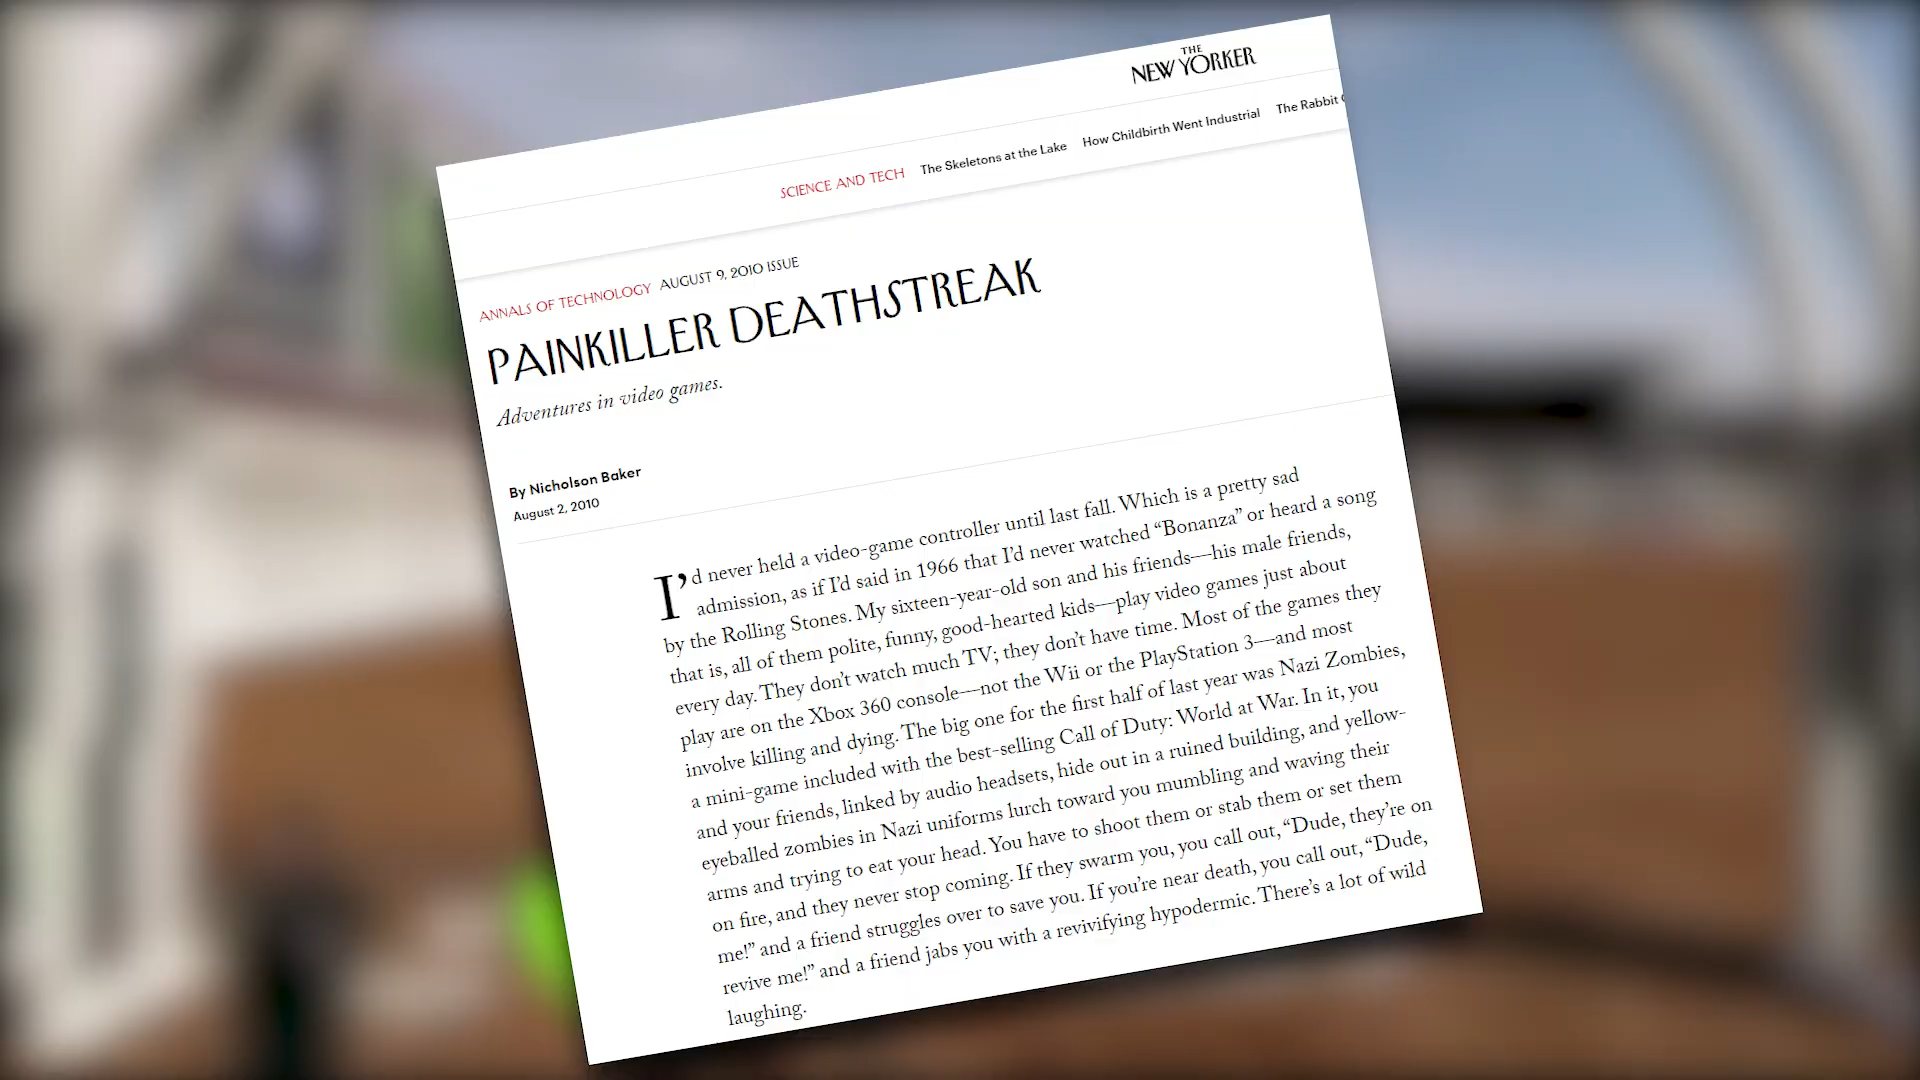 THE
NEW YORKER
SCIENCE AND TECH The Skeletons at the Lake How Childbirth Went Industrial The Rabbit
ANNALS OF TECHNOLOGY AUGUST 9, 2010 ISSUE
PAINKILLER DEATHSTREAK
Adventures in video games.
By Nicholson Baker
August 2, 2010
I’d never held a video-game controller until last fall. Which is a pretty sad
admission, as if I’d said in 1966 that I’d never watched “Bonanza” or heard a song
by the Rolling Stones. My sixteen-year-old son and his friends—his male friends,
that is, all of them polite, funny, good-hearted kids—play video games just about
every day. They don’t watch much TV; they don’t have time. Most of the games they
play are on the Xbox 360 console—not the Wii or the PlayStation 3—and most
involve killing and dying. The big one for the first half of last year was Nazi Zombies,
a mini-game included with the best-selling Call of Duty: World at War. In it, you
and your friends, linked by audio headsets, hide out in a ruined building, and yellow-
eyeballed zombies in Nazi uniforms lurch toward you mumbling and waving their
arms and trying to eat your head. You have to shoot them or stab them or set them
on fire, and they never stop coming. If they swarm you, you call out, “Dude, they’re on
me!” and a friend struggles over to save you. If you’re near death, you call out, “Dude,
revive me!” and a friend jabs you with a revivifying hypodermic. There’s a lot of wild
laughing.